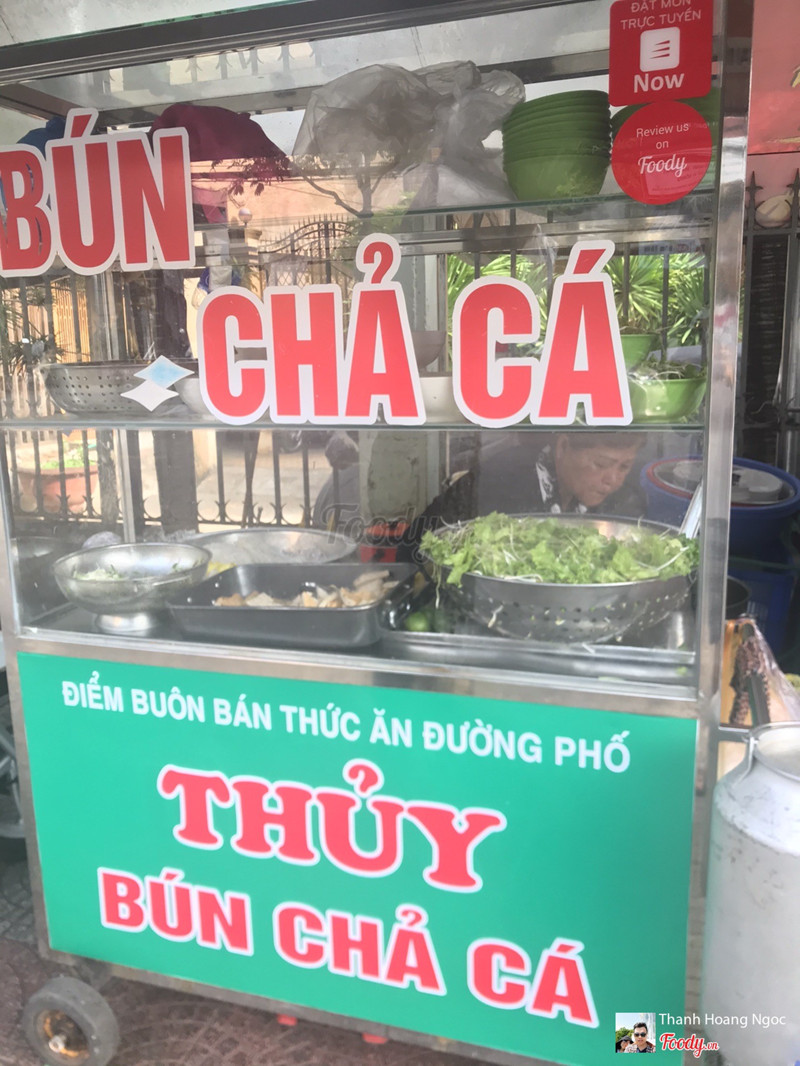 ĐẶT MÓN
TRỰC TUYẾN
Now
Review us
on
Foody
BÚN
CHẢ CÁ
Foody
ĐIỂM BUÔN BÁN THỨC ĂN ĐƯỜNG PHỐ
THỦY
BÚN CHẢ CÁ
Thanh Hoang Ngoc
Foody.vn